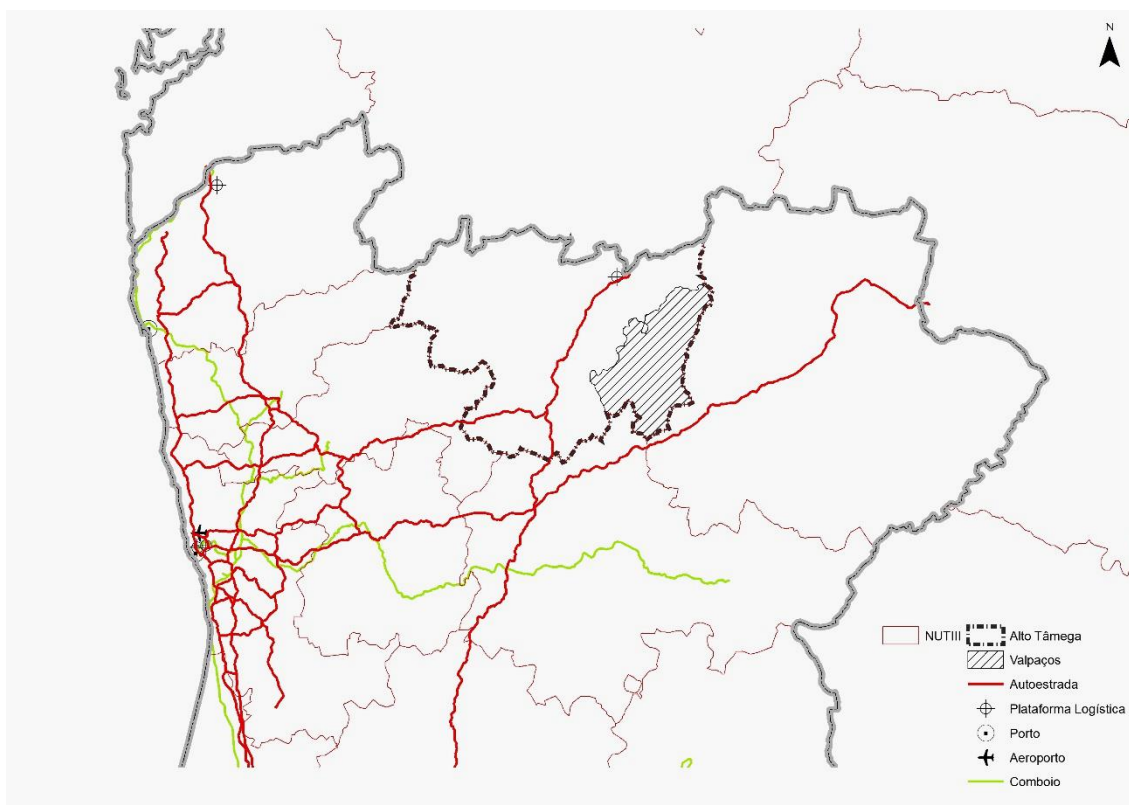 N
NUTIII
Alto Tâmega
Valpaços
Autoestrada
Plataforma Logística
Porto
Aeroporto
Comboio